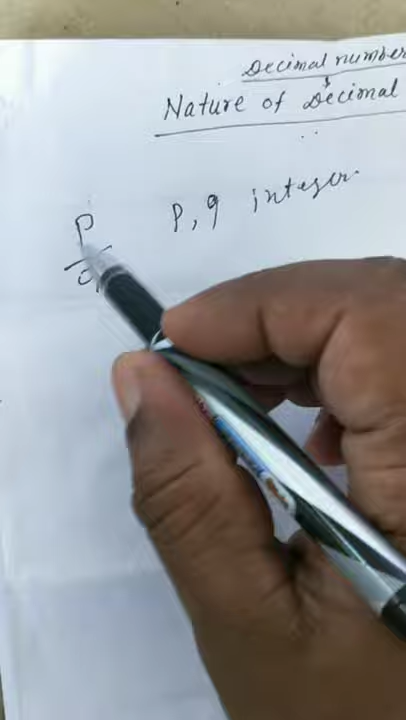 Decimal number
Nature of Decimal
P, q integer.
P
q